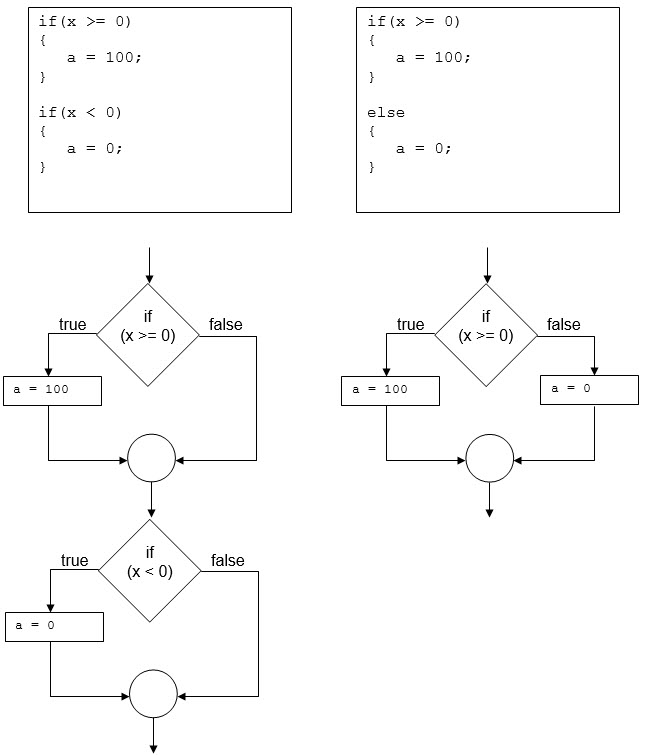 if(x >= 0)
{
   a = 100;
}
if(x < 0)
{
   a = 0;
}
if(x >= 0)
{
   a = 100;
}
else
{
   a = 0;
}
if
(x >= 0)
true
false
a = 100
if
(x < 0)
true
false
a = 0
if
(x >= 0)
true
false
a = 100
a = 0